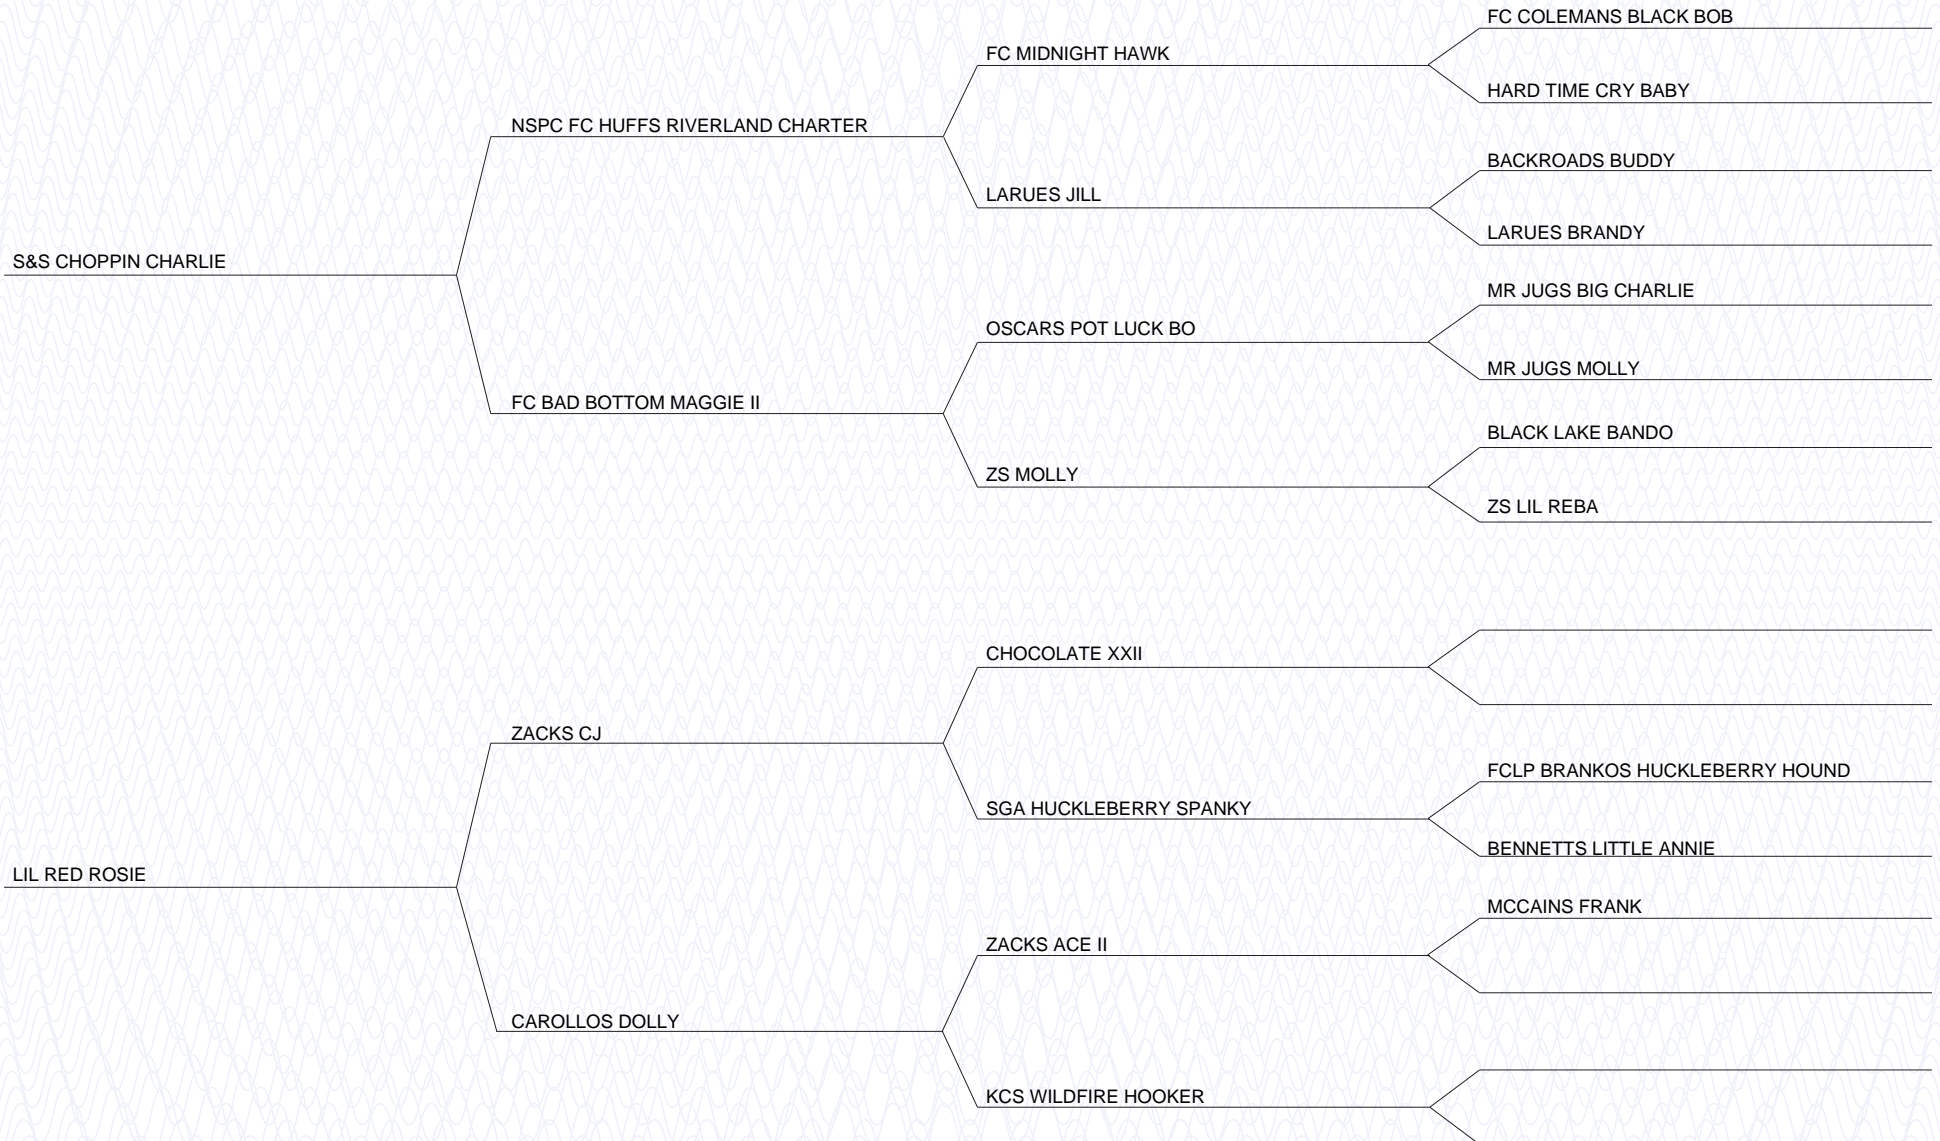 FC COLEMANS BLACK BOB
FC MIDNIGHT HAWK
HARD TIME CRY BABY
NSPC FC HUFFS RIVERLAND CHARTER
BACKROADS BUDDY
LARUES JILL
LARUES BRANDY
S&S CHOPPIN CHARLIE
MR JUGS BIG CHARLIE
OSCARS POT LUCK BO
MR JUGS MOLLY
FC BAD BOTTOM MAGGIE II
BLACK LAKE BANDO
ZS MOLLY
ZS LIL REBA
CHOCOLATE XXII
ZACKS CJ
FCLP BRANKOS HUCKLEBERRY HOUND
SGA HUCKLEBERRY SPANKY
BENNETTS LITTLE ANNIE
LIL RED ROSIE
MCCAINS FRANK
ZACKS ACE II
CAROLLOS DOLLY
KCS WILDFIRE HOOKER